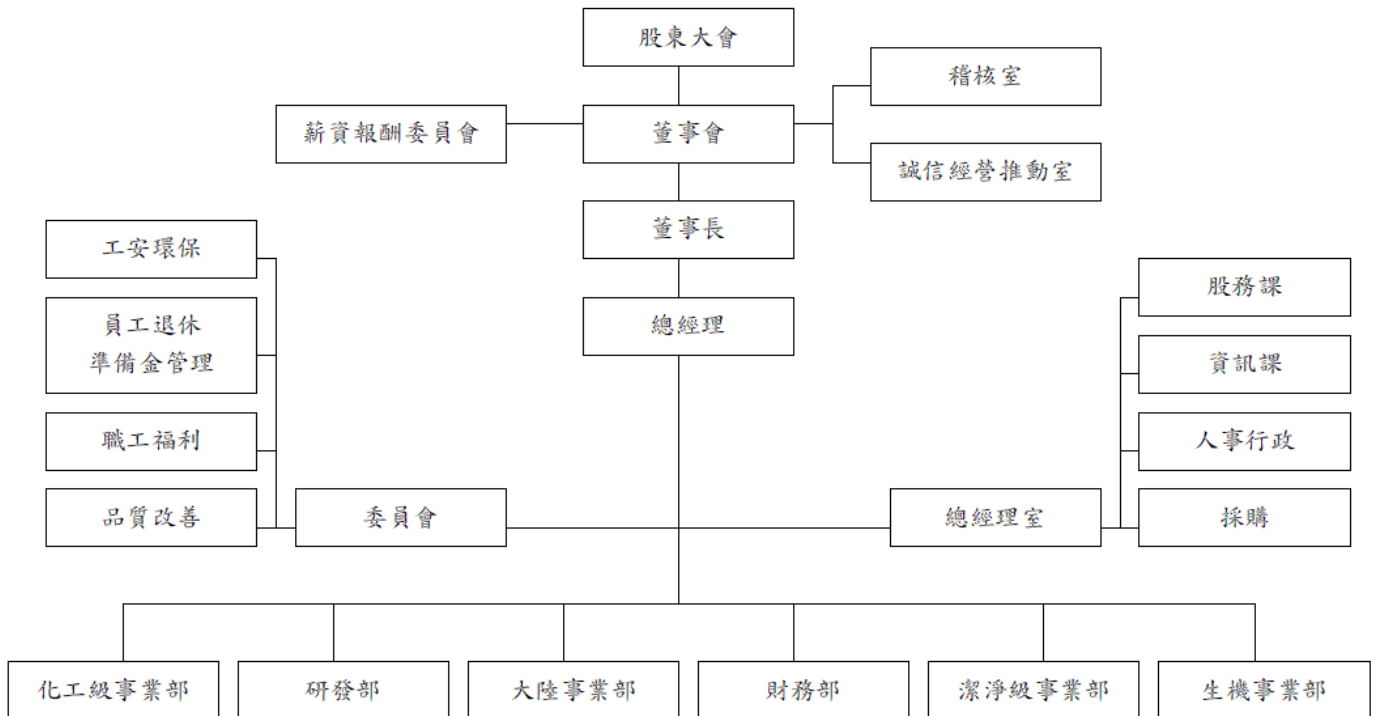 股東大會
稽核室
薪資報酬委員會
董事會
誠信經營推動室
董事長
工安環保
股務課
員工退休
準備金管理
總經理
資訊課
職工福利
人事行政
品質改善
委員會
總經理室
採購
化工級事業部
研發部
大陸事業部
財務部
潔淨級事業部
生機事業部